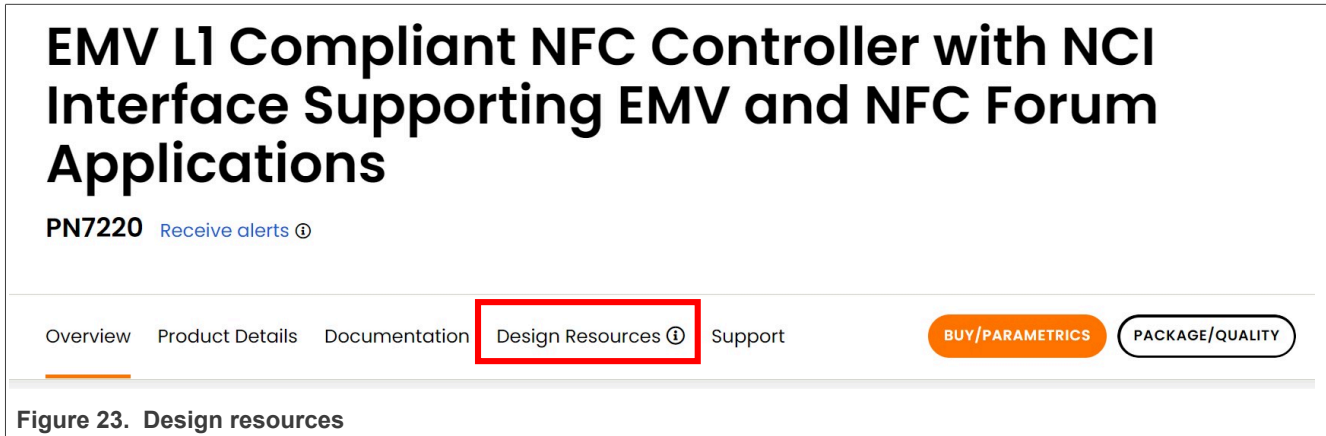 EMV L1 Compliant NFC Controller with NCI
Interface Supporting EMV and NFC Forum
Applications
PN7220 Receive alerts ⓘ
Overview Product Details Documentation Design Resources ⓘ Support BUY/PARAMETRICS PACKAGE/QUALITY
Figure 23. Design resources